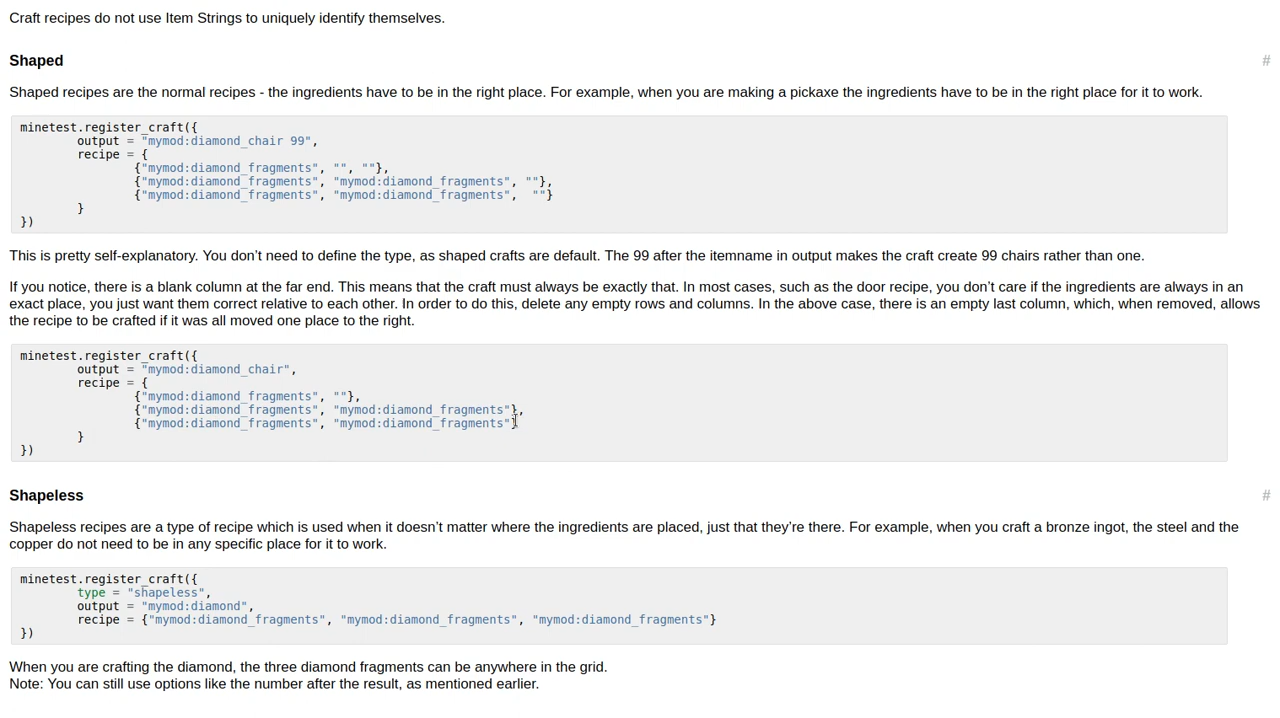 Craft recipes do not use Item Strings to uniquely identify themselves.
Shaped #
Shaped recipes are the normal recipes - the ingredients have to be in the right place. For example, when you are making a pickaxe the ingredients have to be in the right place for it to work.
minetest.register_craft({
output = "mymod:diamond_chair 99",
recipe = {
{"mymod:diamond_fragments", "", ""},
{"mymod:diamond_fragments", "mymod:diamond_fragments", ""},
{"mymod:diamond_fragments", "mymod:diamond_fragments",  ""}
}
})
This is pretty self-explanatory. You don’t need to define the type, as shaped crafts are default. The 99 after the itemname in output makes the craft create 99 chairs rather than one.
If you notice, there is a blank column at the far end. This means that the craft must always be exactly that. In most cases, such as the door recipe, you don’t care if the ingredients are always in an
exact place, you just want them correct relative to each other. In order to do this, delete any empty rows and columns. In the above case, there is an empty last column, which, when removed, allows
the recipe to be crafted if it was all moved one place to the right.
minetest.register_craft({
output = "mymod:diamond_chair",
recipe = {
{"mymod:diamond_fragments", ""},
{"mymod:diamond_fragments", "mymod:diamond_fragments"},
{"mymod:diamond_fragments", "mymod:diamond_fragments"}
}
})
Shapeless #
Shapeless recipes are a type of recipe which is used when it doesn’t matter where the ingredients are placed, just that they’re there. For example, when you craft a bronze ingot, the steel and the
copper do not need to be in any specific place for it to work.
minetest.register_craft({
type = "shapeless",
output = "mymod:diamond",
recipe = {"mymod:diamond_fragments", "mymod:diamond_fragments", "mymod:diamond_fragments"}
})
When you are crafting the diamond, the three diamond fragments can be anywhere in the grid.
Note: You can still use options like the number after the result, as mentioned earlier.